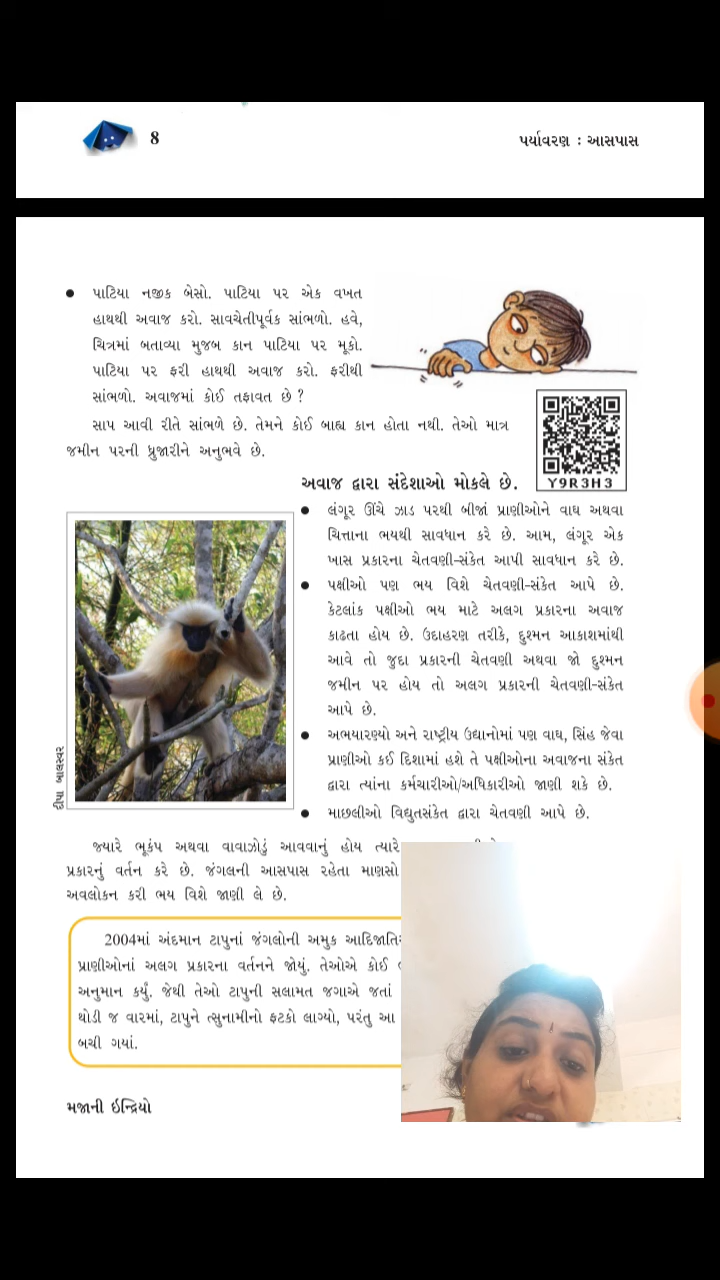 8
પર્યાવરણ : આસપાસ
પાટિયા નજીક બેસો. પાટિયા પર એક વખત
હાથથી અવાજ કરો. સાવચેતીપૂર્વક સાંભળો. હવે,
ચિત્રમાં બતાવ્યા મુજબ કાન પાટિયા પર મૂકો.
પાટિયા પર ફરી હાથથી અવાજ કરો. ફરીથી
સાંભળો. અવાજમાં કોઈ તફાવત છે ?
સાપ આવી રીતે સાંભળે છે. તેમને કોઈ બાહ્ય કાન હોતા નથી. તેઓ માત્ર
જમીન પરની ધ્રુજારીને અનુભવે છે.
Y9R3H3
અવાજ દ્વારા સંદેશાઓ મોકલે છે.
લંગૂર ઊંચે ઝાડ પરથી બીજાં પ્રાણીઓને વાઘ અથવા
ચિત્તાના ભયથી સાવધાન કરે છે. આમ, લંગૂર એક
ખાસ પ્રકારના ચેતવણી-સંકેત આપી સાવધાન કરે છે.
પક્ષીઓ પણ ભય વિશે ચેતવણી-સંકેત આપે છે.
કેટલાંક પક્ષીઓ ભય માટે અલગ પ્રકારના અવાજ
કાઢતા હોય છે. ઉદાહરણ તરીકે, દુશ્મન આકાશમાંથી
આવે તો જુદા પ્રકારની ચેતવણી અથવા જો દુશ્મન
જમીન પર હોય તો અલગ પ્રકારની ચેતવણી-સંકેત
આપે છે.
અભયારણ્યો અને રાષ્ટ્રીય ઉદ્યાનોમાં પણ વાઘ, સિંહ જેવા
પ્રાણીઓ કઈ દિશામાં હશે તે પક્ષીઓના અવાજના સંકેત
દ્વારા ત્યાંના કર્મચારીઓ/અધિકારીઓ જાણી શકે છે.
માછલીઓ વિદ્યુતસંકેત દ્વારા ચેતવણી આપે છે.
દીપા બાલસ્વર
જ્યારે ભૂકંપ અથવા વાવાઝોડું આવવાનું હોય ત્યારે
પ્રકારનું વર્તન કરે છે. જંગલની આસપાસ રહેતા માણસો
અવલોકન કરી ભય વિશે જાણી લે છે.
2004માં અંદમાન ટાપુનાં જંગલોની અમુક
પ્રાણીઓનાં અલગ પ્રકારના વર્તનને જોયું. તેઓએ કોઈ
અનુમાન કર્યું. જેથી તેઓ ટાપુની સલામત જગાએ જતાં
થોડી જ વારમાં, ટાપુને ત્સુનામીનો ફટકો લાગ્યો, પરંતુ આ
બચી ગયાં.
મજાની ઇન્દ્રિયો